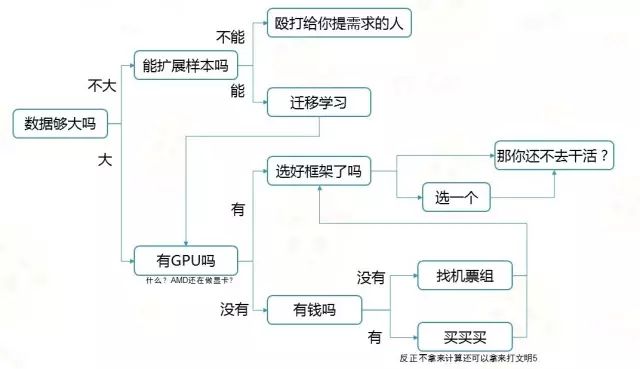 数据够大吗
不大
大
能扩展样本吗
不能
能
殴打给你提需求的人
迁移学习
有GPU吗
什么？AMD还在做显卡？
有
没有
选好框架了吗
那你还不去干活？
选一个
有钱吗
没有
有
找机票组
买买买
反正不拿来计算还可以拿来打文明5